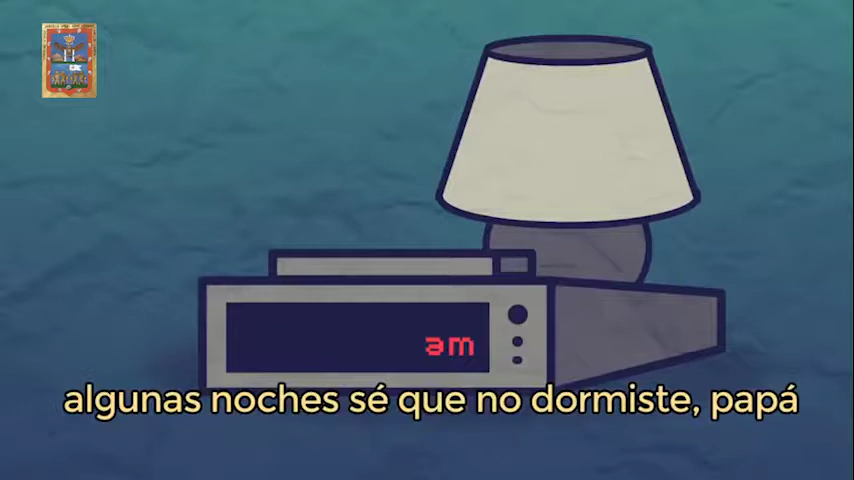 am
algunas noches sé que no dormiste, papá